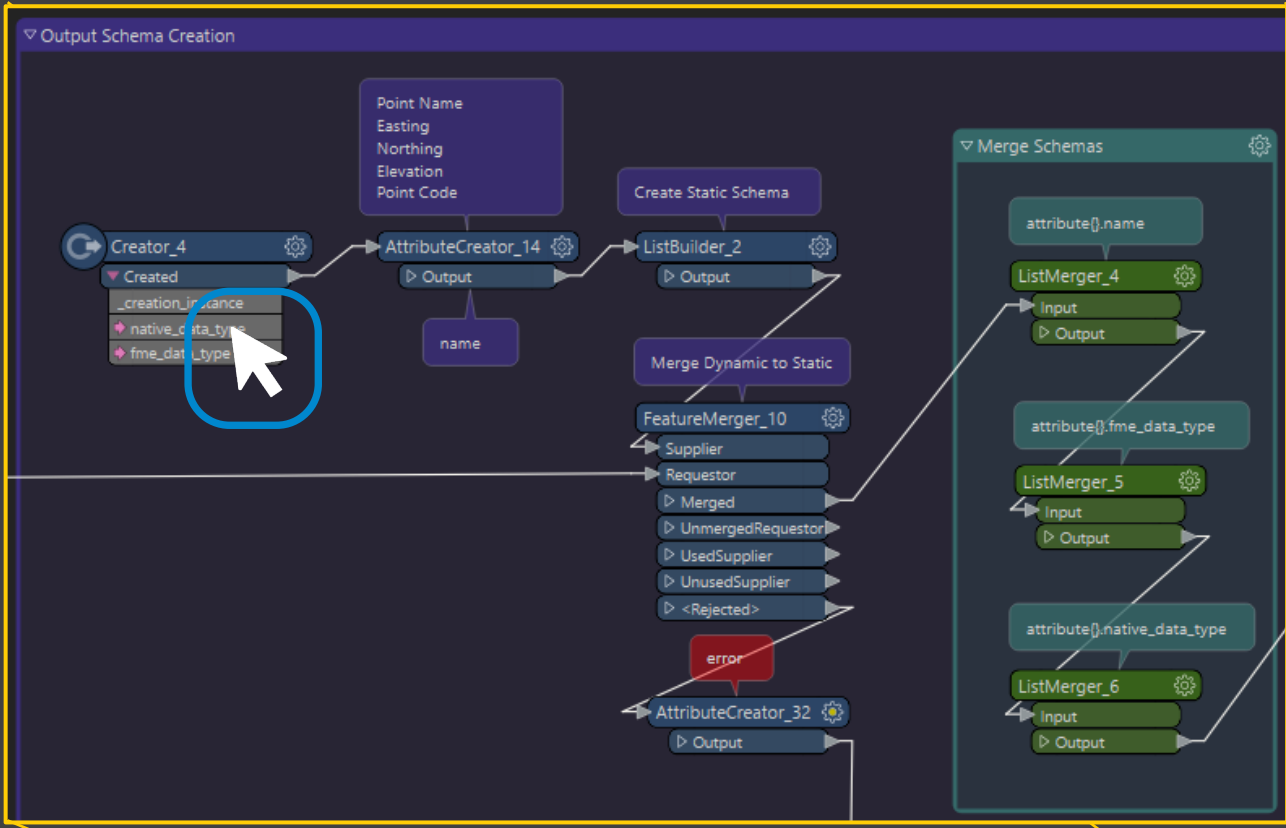 Output Schema Creation
Point Name
Easting
Northing
Elevation
Point Code
Creator_4
Created
_creation_instance
native_data_type
fme_data_type
AttributeCreator_14
Output
name
Create Static Schema
ListBuilder_2
Output
Merge Dynamic to Static
FeatureMerger_10
Supplier
Requestor
Merged
UnmergedRequestor
UsedSupplier
UnusedSupplier
<Rejected>
error
AttributeCreator_32
Output
Merge Schemas
attribute{}.name
ListMerger_4
Input
Output
attribute{}.fme_data_type
ListMerger_5
Input
Output
attribute{}.native_data_type
ListMerger_6
Input
Output